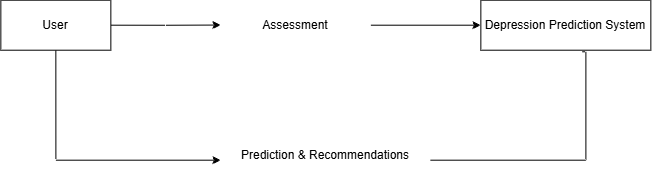 User
Assessment
Depression Prediction System
Prediction & Recommendations